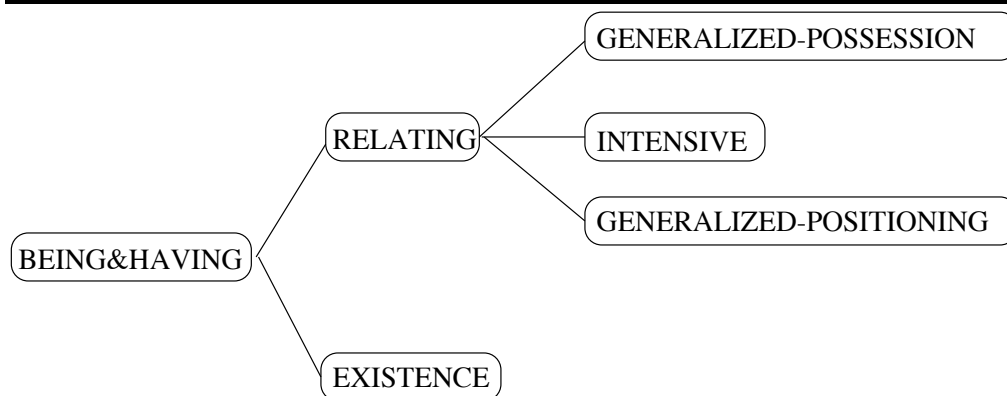 GENERALIZED-POSSESSION
RELATING
INTENSIVE
GENERALIZED-POSITIONING
BEING&HAVING
EXISTENCE